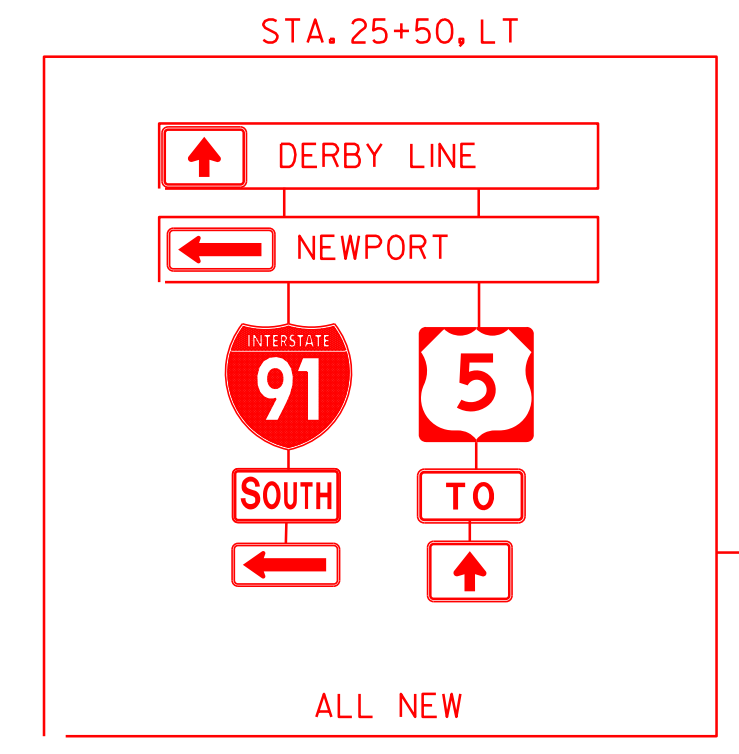 STA. 25+50, LT
DERBY LINE
NEWPORT
INTERSTATE
91
5
SOUTH
TO
ALL NEW